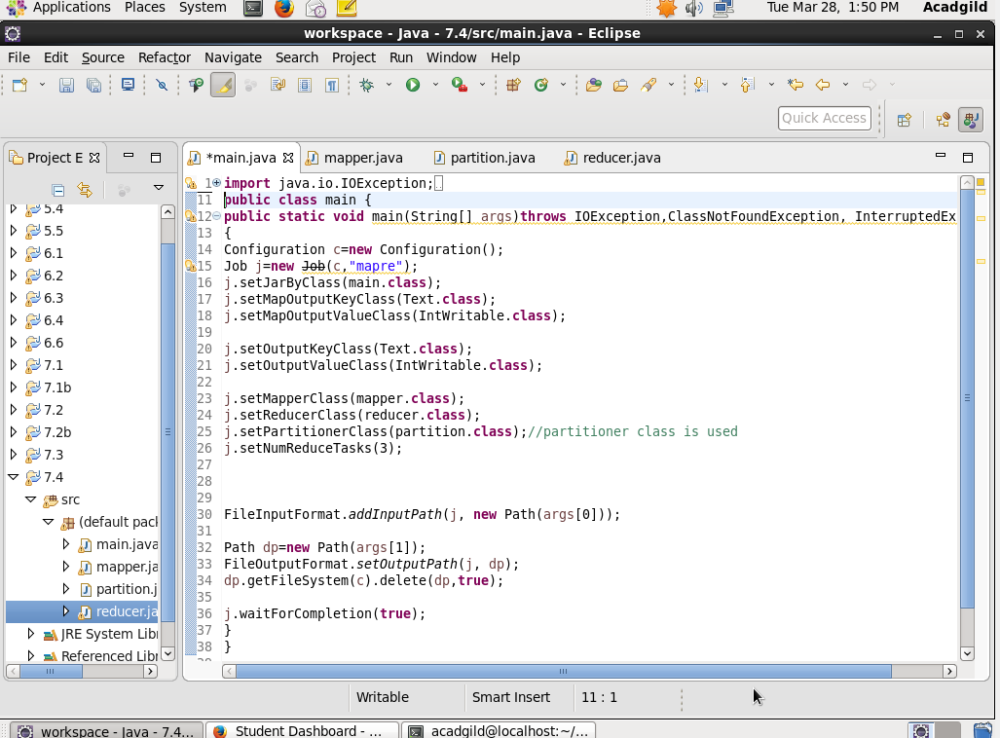 Applications Places System Tue Mar 28, 1:50 PM Acadgild
workspace - Java - 7.4/src/main.java - Eclipse
File Edit Source Refactor Navigate Search Project Run Window Help
Quick Access
Project E
*main.java mapper.java partition.java reducer.java
5.4
5.5
6.1
6.2
6.3
6.4
6.6
7.1
7.1b
7.2
7.2b
7.3
7.4
src
(default pack
main.java
mapper.ja
partition.j
reducer.ja
JRE System Libr
Referenced Libr
1 import java.io.IOException;
11 public class main {
12 public static void main(String[] args)throws IOException,ClassNotFoundException, InterruptedEx
13 {
14 Configuration c=new Configuration();
15 Job j=new Job(c,"mapre");
16 j.setJarByClass(main.class);
17 j.setMapOutputKeyClass(Text.class);
18 j.setMapOutputValueClass(IntWritable.class);
19
20 j.setOutputKeyClass(Text.class);
21 j.setOutputValueClass(IntWritable.class);
22
23 j.setMapperClass(mapper.class);
24 j.setReducerClass(reducer.class);
25 j.setPartitionerClass(partition.class);//partitioner class is used
26 j.setNumReduceTasks(3);
27
28
29
30 FileInputFormat.addInputPath(j, new Path(args[0]));
31
32 Path dp=new Path(args[1]);
33 FileOutputFormat.setOutputPath(j, dp);
34 dp.getFileSystem(c).delete(dp,true);
35
36 j.waitForCompletion(true);
37 }
38 }
Writable Smart Insert 11 : 1
workspace - Java - 7.4... Student Dashboard - ... acadgild@localhost:~/...